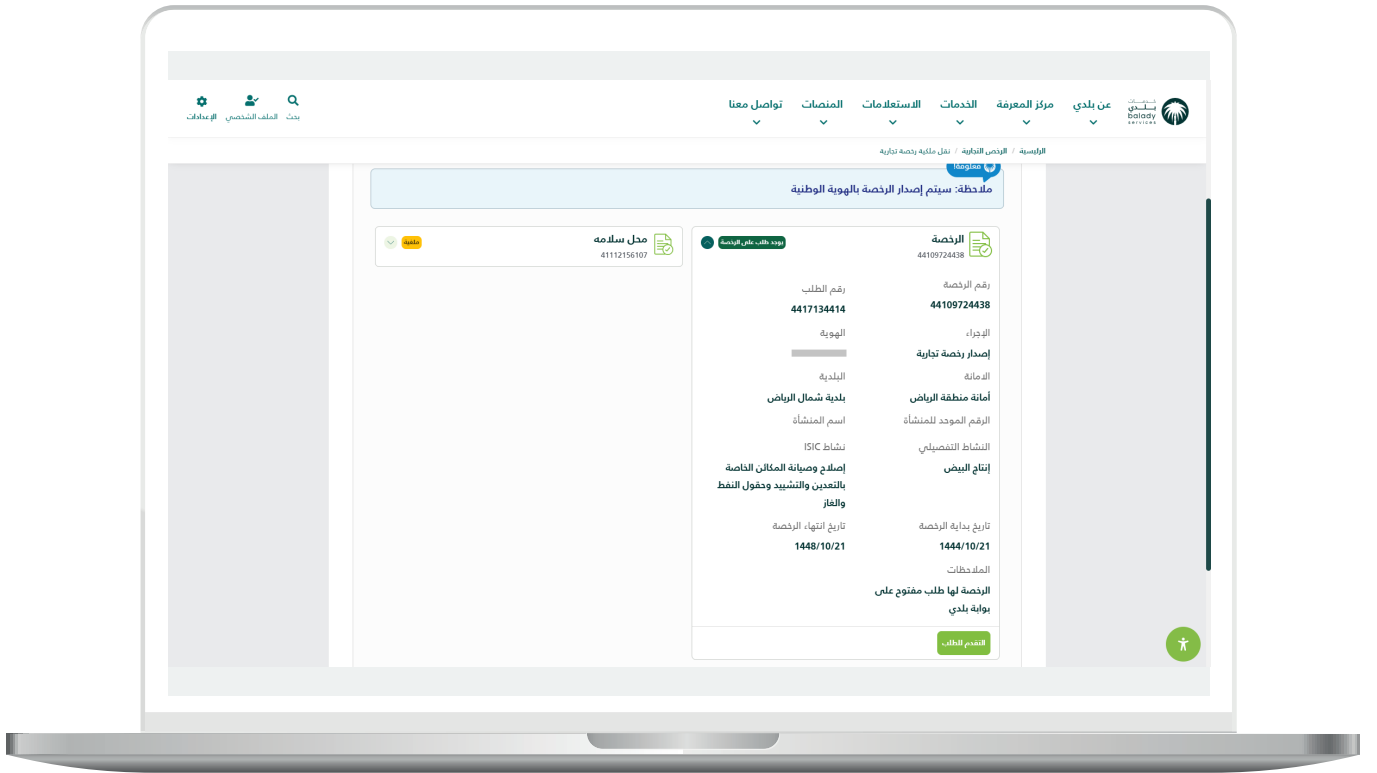 خدمات
بلدي
balady
services
عن بلدي
مركز المعرفة
الخدمات
الاستعلامات
المنصات
تواصل معنا
بحث
الملف الشخصي
الإعدادات
الرئيسية / الرخص التجارية / نقل ملكية رخصة تجارية
معلومة!
ملاحظة: سيتم إصدار الرخصة بالهوية الوطنية
الرخصة
44109724438
يوجد طلب على الرخصة
رقم الرخصة
44109724438
رقم الطلب
4417134414
الإجراء
إصدار رخصة تجارية
الهوية
الامانة
أمانة منطقة الرياض
البلدية
بلدية شمال الرياض
الرقم الموحد للمنشأة
اسم المنشأة
النشاط التفصيلي
إنتاج البيض
نشاط ISIC
إصلاح وصيانة المكائن الخاصة
بالتعدين والتشييد وحقول النفط
والغاز
تاريخ بداية الرخصة
1444/10/21
تاريخ انتهاء الرخصة
1448/10/21
الملاحظات
الرخصة لها طلب مفتوح على
بوابة بلدي
التقدم للطلب
محل سلامه
41112156107
ملغية